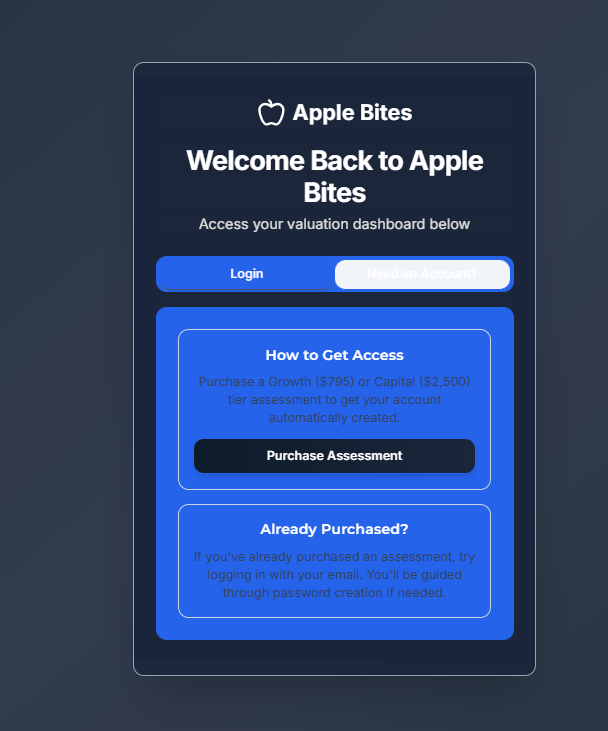 Apple Bites
Welcome Back to Apple
Bites
Access your valuation dashboard below
Login
Need an Account?
How to Get Access
Purchase a Growth ($795) or Capital ($2,500)
tier assessment to get your account
automatically created.
Purchase Assessment
Already Purchased?
If you've already purchased an assessment, try
logging in with your email. You'll be guided
through password creation if needed.